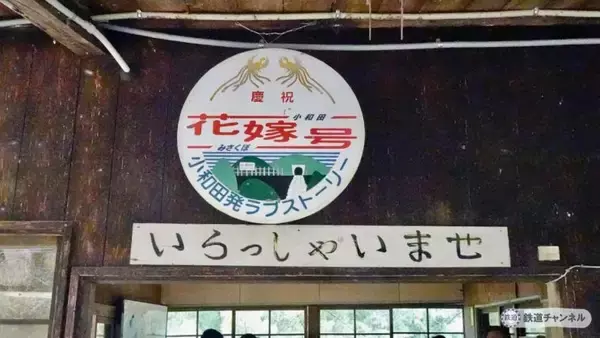 慶祝
小和田
花嫁号
みさくぼ
小和田発ラブストーリー
いらっしゃいませ
鉄道チャンネル